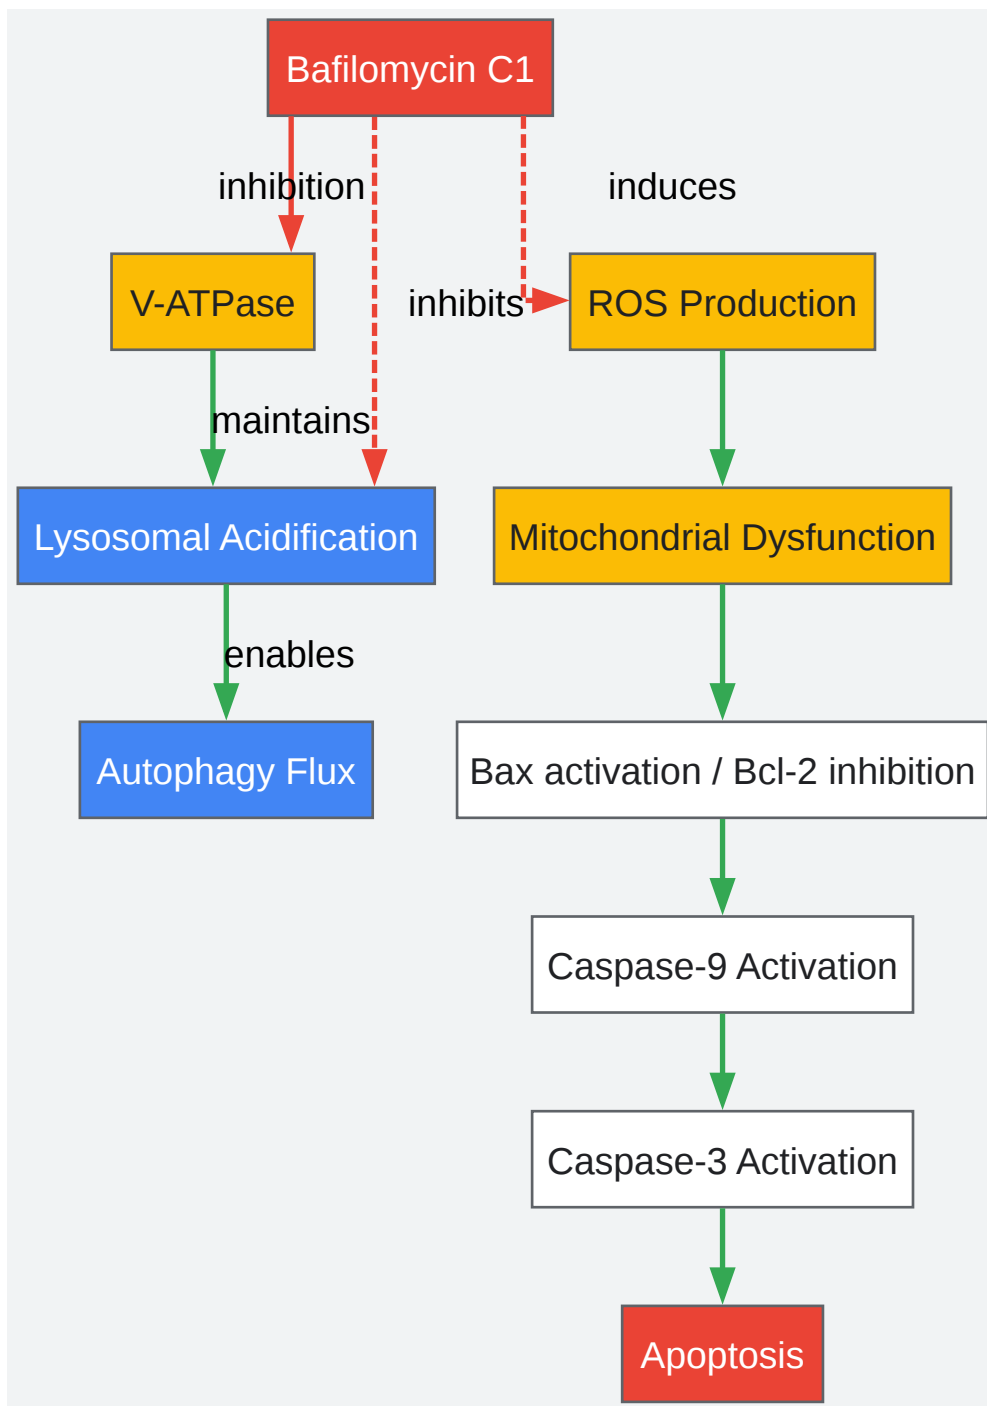 Bafilomycin C1
inhibition
induces
V-ATPase
inhibits
ROS Production
maintains
Lysosomal Acidification
Mitochondrial Dysfunction
enables
Autophagy Flux
Bax activation / Bcl-2 inhibition
Caspase-9 Activation
Caspase-3 Activation
Apoptosis